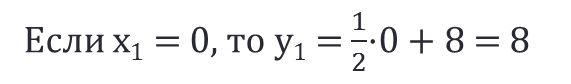 Если x₁ = 0, то y₁ = ½·0 + 8 = 8